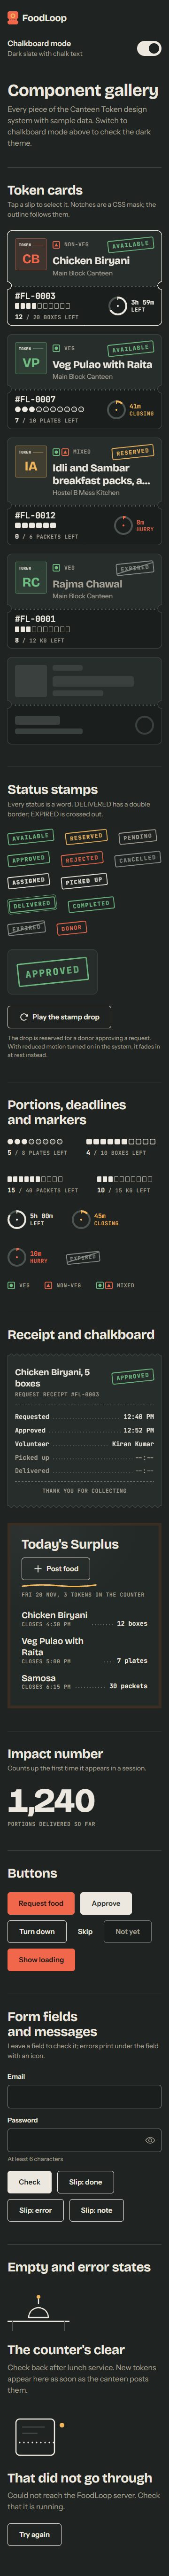 FoodLoop
Chalkboard mode
Dark slate with chalk text
Component gallery
Every piece of the Canteen Token design
system with sample data. Switch to
chalkboard mode above to check the dark
theme.
Token cards
Tap a slip to select it. Notches are a CSS mask; the
outline follows them.
TOKEN
CB
NON-VEG
AVAILABLE
Chicken Biryani
Main Block Canteen
#FL-0003
12 / 20 BOXES LEFT
3h 59m
LEFT
TOKEN
VP
VEG
AVAILABLE
Veg Pulao with Raita
Main Block Canteen
#FL-0007
7 / 10 PLATES LEFT
41m
CLOSING
TOKEN
IA
MIXED
RESERVED
Idli and Sambar
breakfast packs, a...
Hostel B Mess Kitchen
#FL-0012
0 / 6 PACKETS LEFT
8m
HURRY
TOKEN
RC
VEG
EXPIRED
Rajma Chawal
Main Block Canteen
#FL-0001
8 / 12 KG LEFT
Status stamps
Every status is a word. DELIVERED has a double
border; EXPIRED is crossed out.
AVAILABLE
RESERVED
PENDING
APPROVED
REJECTED
CANCELLED
ASSIGNED
PICKED UP
DELIVERED
COMPLETED
EXPIRED
DONOR
APPROVED
Play the stamp drop
The drop is reserved for a donor approving a request.
With reduced motion turned on in the system, it fades in
at rest instead.
Portions, deadlines
and markers
5 / 8 PLATES LEFT
4 / 10 BOXES LEFT
15 / 40 PACKETS LEFT
10 / 15 KG LEFT
5h 00m
LEFT
45m
CLOSING
10m
HURRY
EXPIRED
VEG
NON-VEG
MIXED
Receipt and chalkboard
Chicken Biryani, 5
boxes
APPROVED
REQUEST RECEIPT #FL-0003
Requested 12:40 PM
Approved 12:52 PM
Volunteer Kiran Kumar
Picked up --:--
Delivered --:--
THANK YOU FOR COLLECTING
Today's Surplus
Post food
FRI 20 NOV, 3 TOKENS ON THE COUNTER
Chicken Biryani
CLOSES 4:30 PM
12 boxes
Veg Pulao with
Raita
CLOSES 5:00 PM
7 plates
Samosa
CLOSES 6:15 PM
30 packets
Impact number
Counts up the first time it appears in a session.
1,240
PORTIONS DELIVERED SO FAR
Buttons
Request food
Approve
Turn down
Skip
Not yet
Show loading
Form fields
and messages
Leave a field to check it; errors print under the field
with an icon.
Email
Password
At least 6 characters
Check
Slip: done
Slip: error
Slip: note
Empty and error states
The counter's clear
Check back after lunch service. New tokens
appear here as soon as the canteen posts
them.
That did not go through
Could not reach the FoodLoop server. Check
that it is running.
Try again